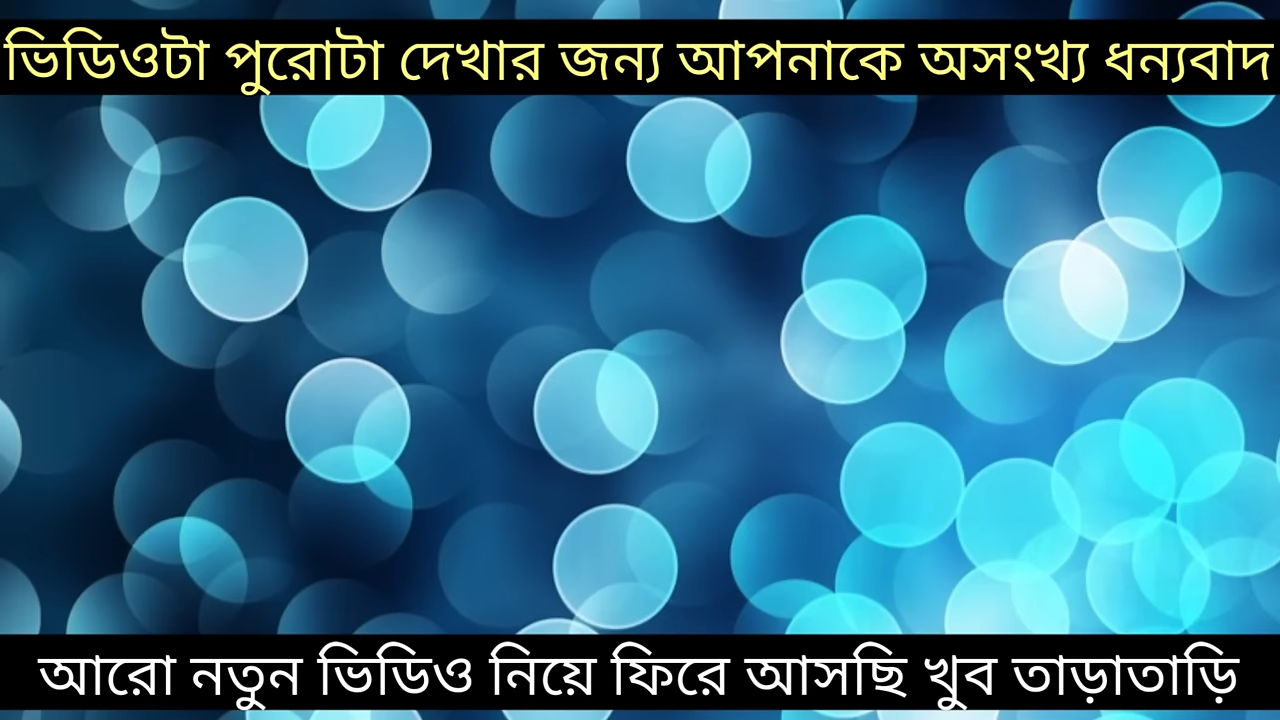 ভিডিওটা পুরোটা দেখার জন্য আপনাকে অসংখ্য ধন্যবাদ
আরো নতুন ভিডিও নিয়ে ফিরে আসছি খুব তাড়াতাড়ি